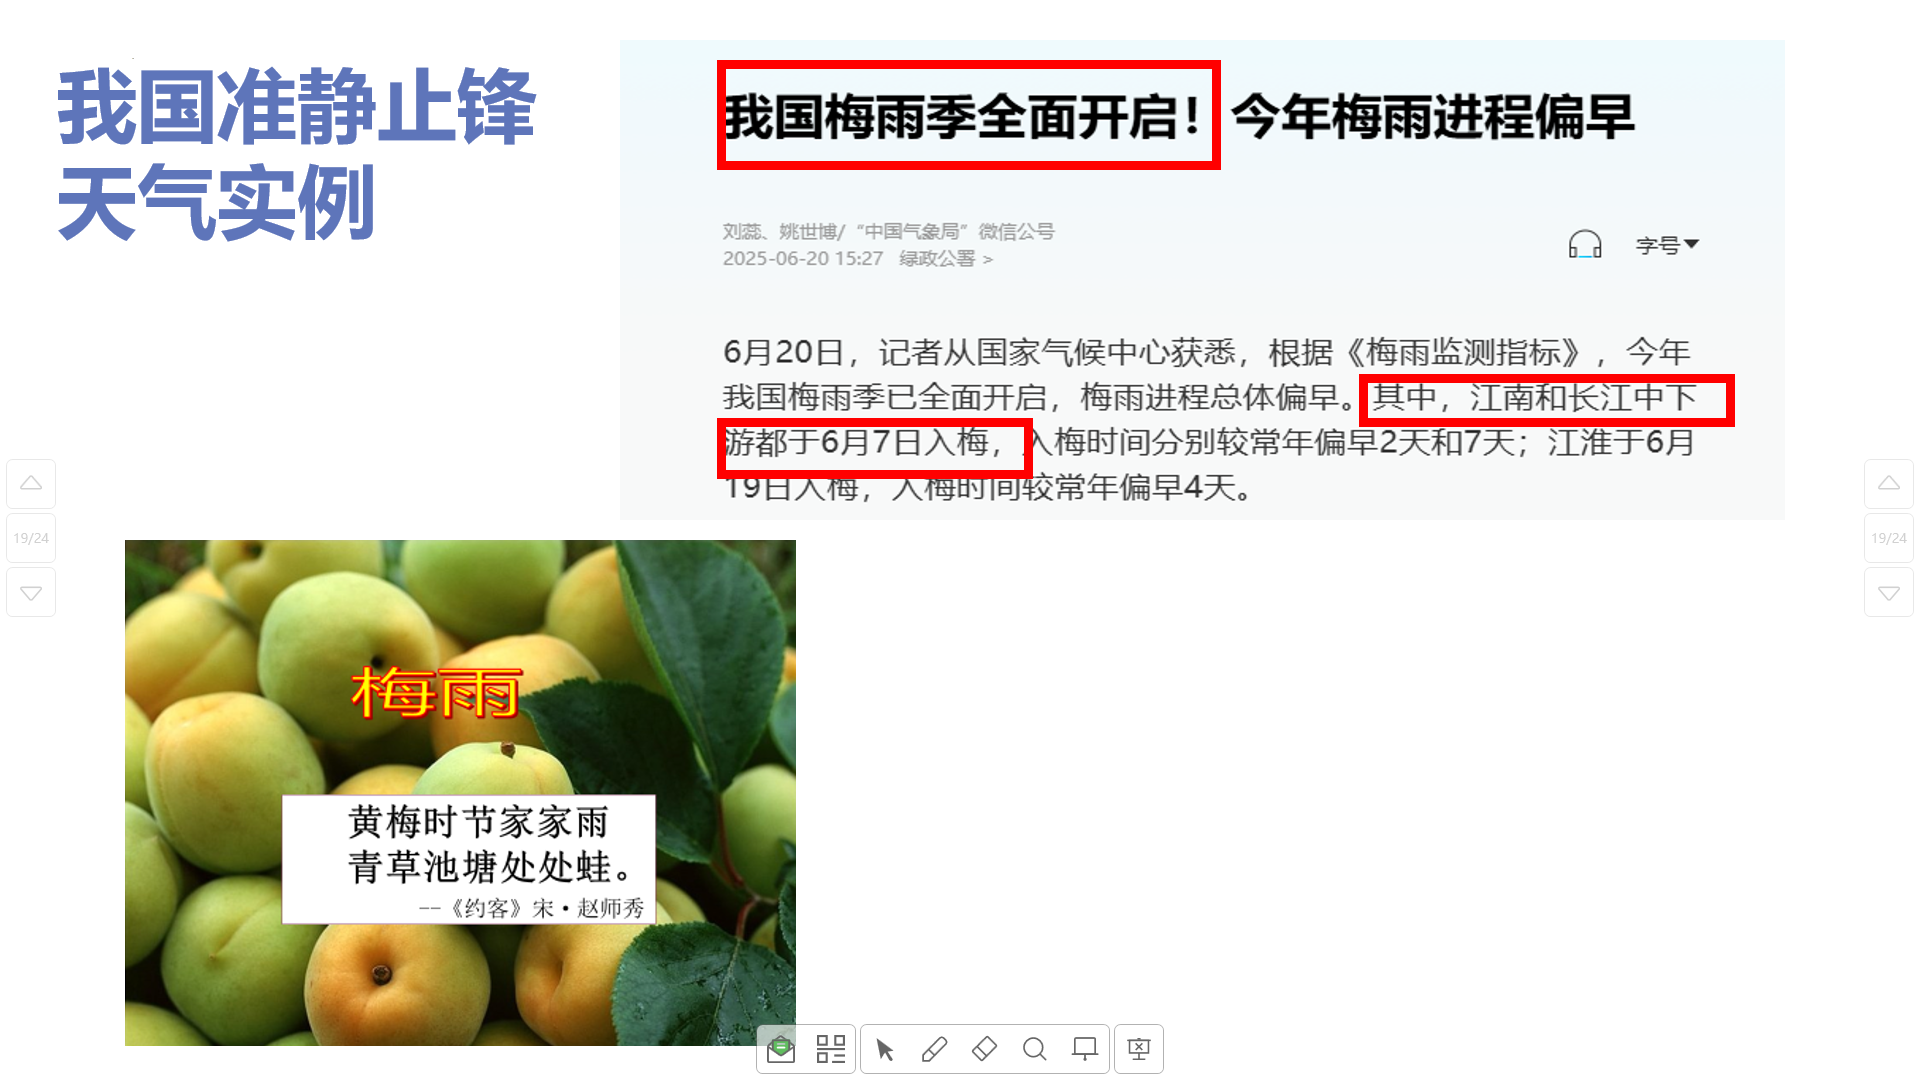 我国准静止锋
天气实例
我国梅雨季全面开启！今年梅雨进程偏早
刘蕊、姚世博/“中国气象局”微信公号
2025-06-20 15:27 绿政公署 >
字号▼
6月20日，记者从国家气候中心获悉，根据《梅雨监测指标》，今年
我国梅雨季已全面开启，梅雨进程总体偏早。其中，江南和长江中下
游都于6月7日入梅，入梅时间分别较常年偏早2天和7天；江淮于6月
19日入梅，入梅时间较常年偏早4天。
19/24
19/24
梅雨
黄梅时节家家雨
青草池塘处处蛙。
--《约客》宋·赵师秀